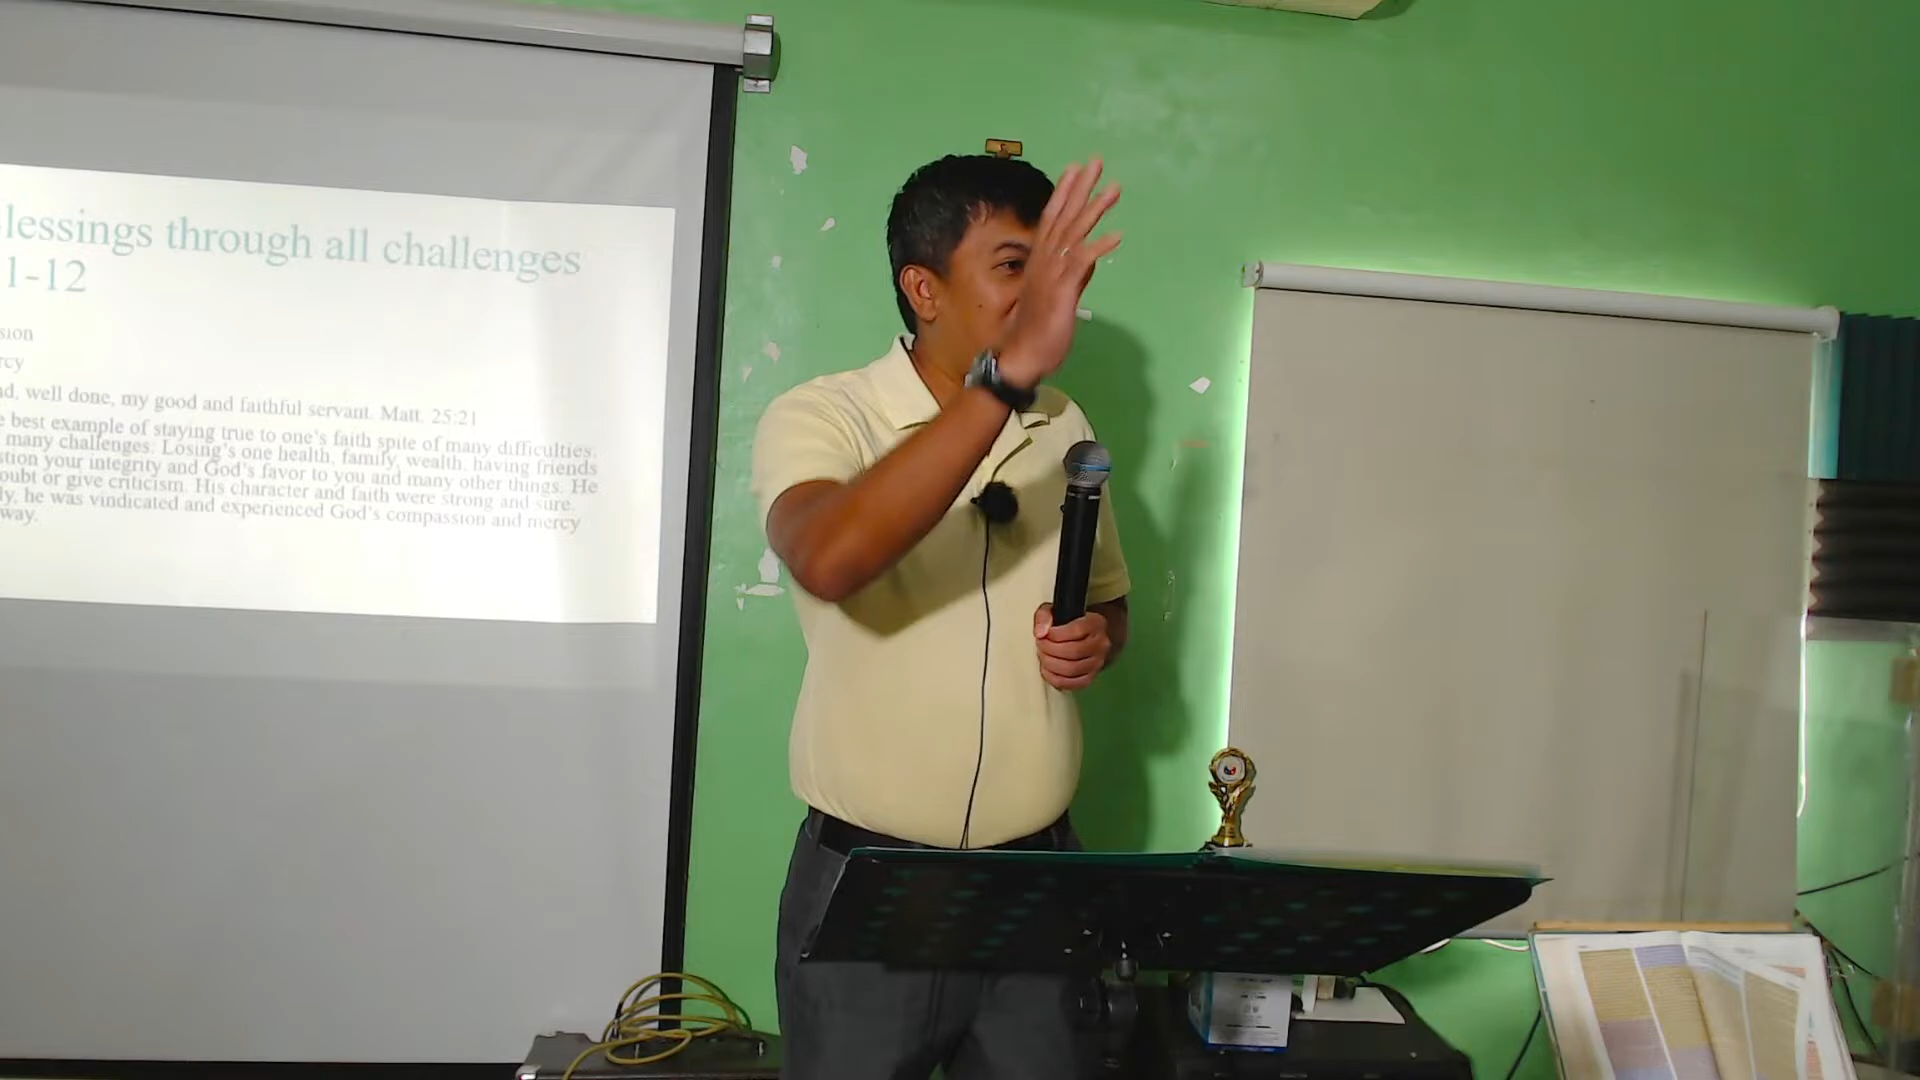 lessings through all challenges
1-12
sion
rcy
nd, well done, my good and faithful servant. Matt. 25:21
e best example of staying true to one's faith spite of many difficulties,
many challenges. Losing's one health, family, wealth, having friends
stion your integrity and God's favor to you and many other things. He
oubt or give criticism. His character and faith were strong and sure.
ly, he was vindicated and experienced God's compassion and mercy
way.